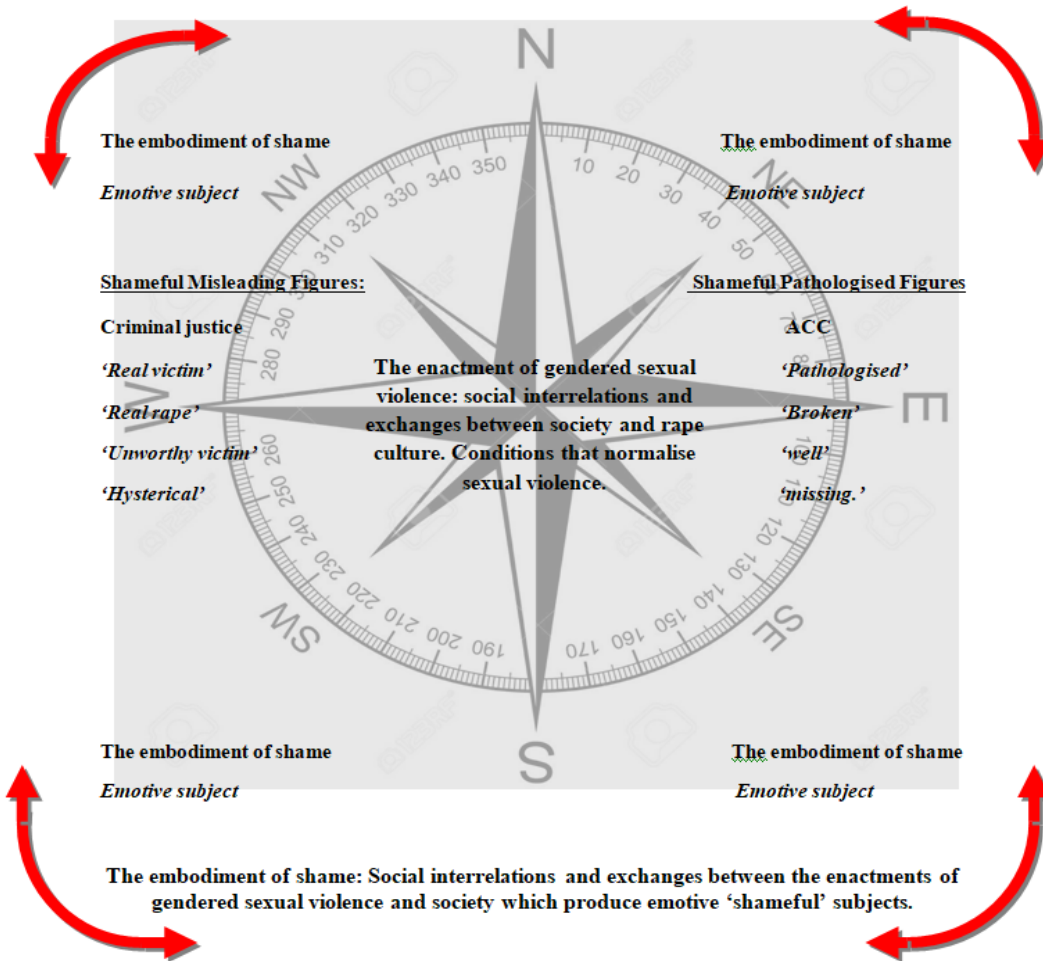 N
The embodiment of shame
The embodiment of shame
Emotive subject
Emotive subject
NW
NE
350
10
340
20
330
30
320
40
310
50
300
60
290
70
280
80
Shameful Misleading Figures:
Shameful Pathologised Figures
Criminal justice
ACC
‘Real victim’
‘Pathologised’
‘Real rape’
‘Broken’
‘Unworthy victim’
‘well’
‘Hysterical’
‘missing.’
W
E
The enactment of gendered sexual
violence: social interrelations and
exchanges between society and rape
culture. Conditions that normalise
sexual violence.
260
100
250
110
240
120
230
130
220
140
210
150
200
160
190
170
SW
SE
S
The embodiment of shame
The embodiment of shame
Emotive subject
Emotive subject
The embodiment of shame: Social interrelations and exchanges between the enactments of
gendered sexual violence and society which produce emotive ‘shameful’ subjects.